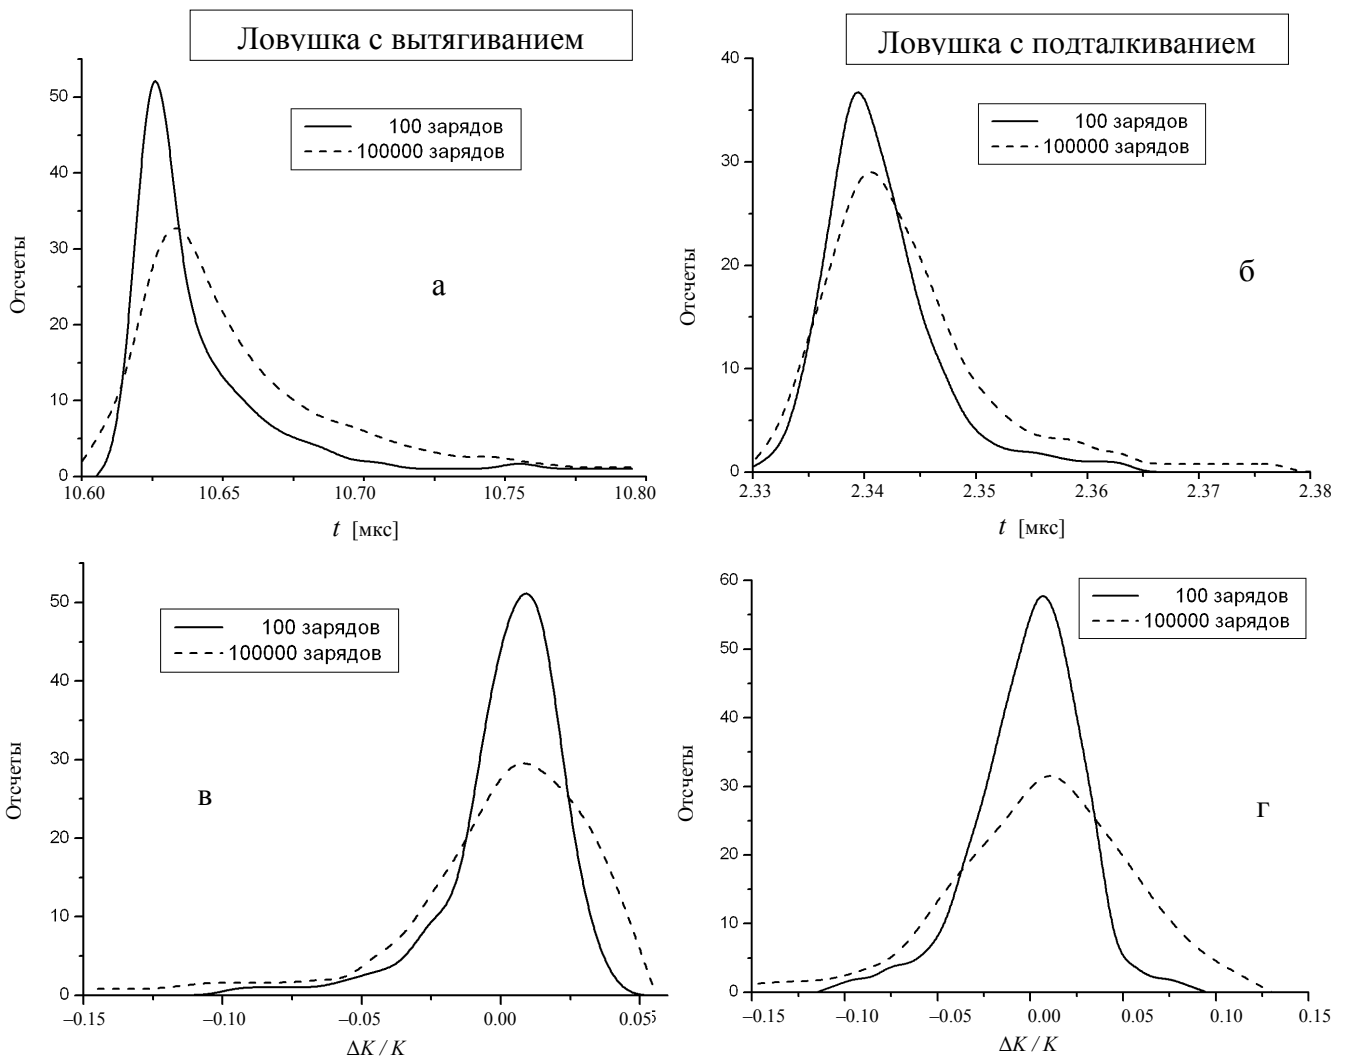 Ловушка с вытягиванием
50
40
30
20
10
0
Отсчеты
100 зарядов
100000 зарядов
а
10.60 10.65 10.70 10.75 10.80
t [мкс]
Ловушка с подталкиванием
40
30
20
10
0
Отсчеты
100 зарядов
100000 зарядов
б
2.33 2.34 2.35 2.36 2.37 2.38
t [мкс]
50
40
30
20
10
0
Отсчеты
100 зарядов
100000 зарядов
в
–0.15 –0.10 –0.05 0.00 0.05
ΔK / K
60
50
40
30
20
10
0
Отсчеты
100 зарядов
100000 зарядов
г
–0.15 –0.10 –0.05 0.00 0.05 0.10 0.15
ΔK / K